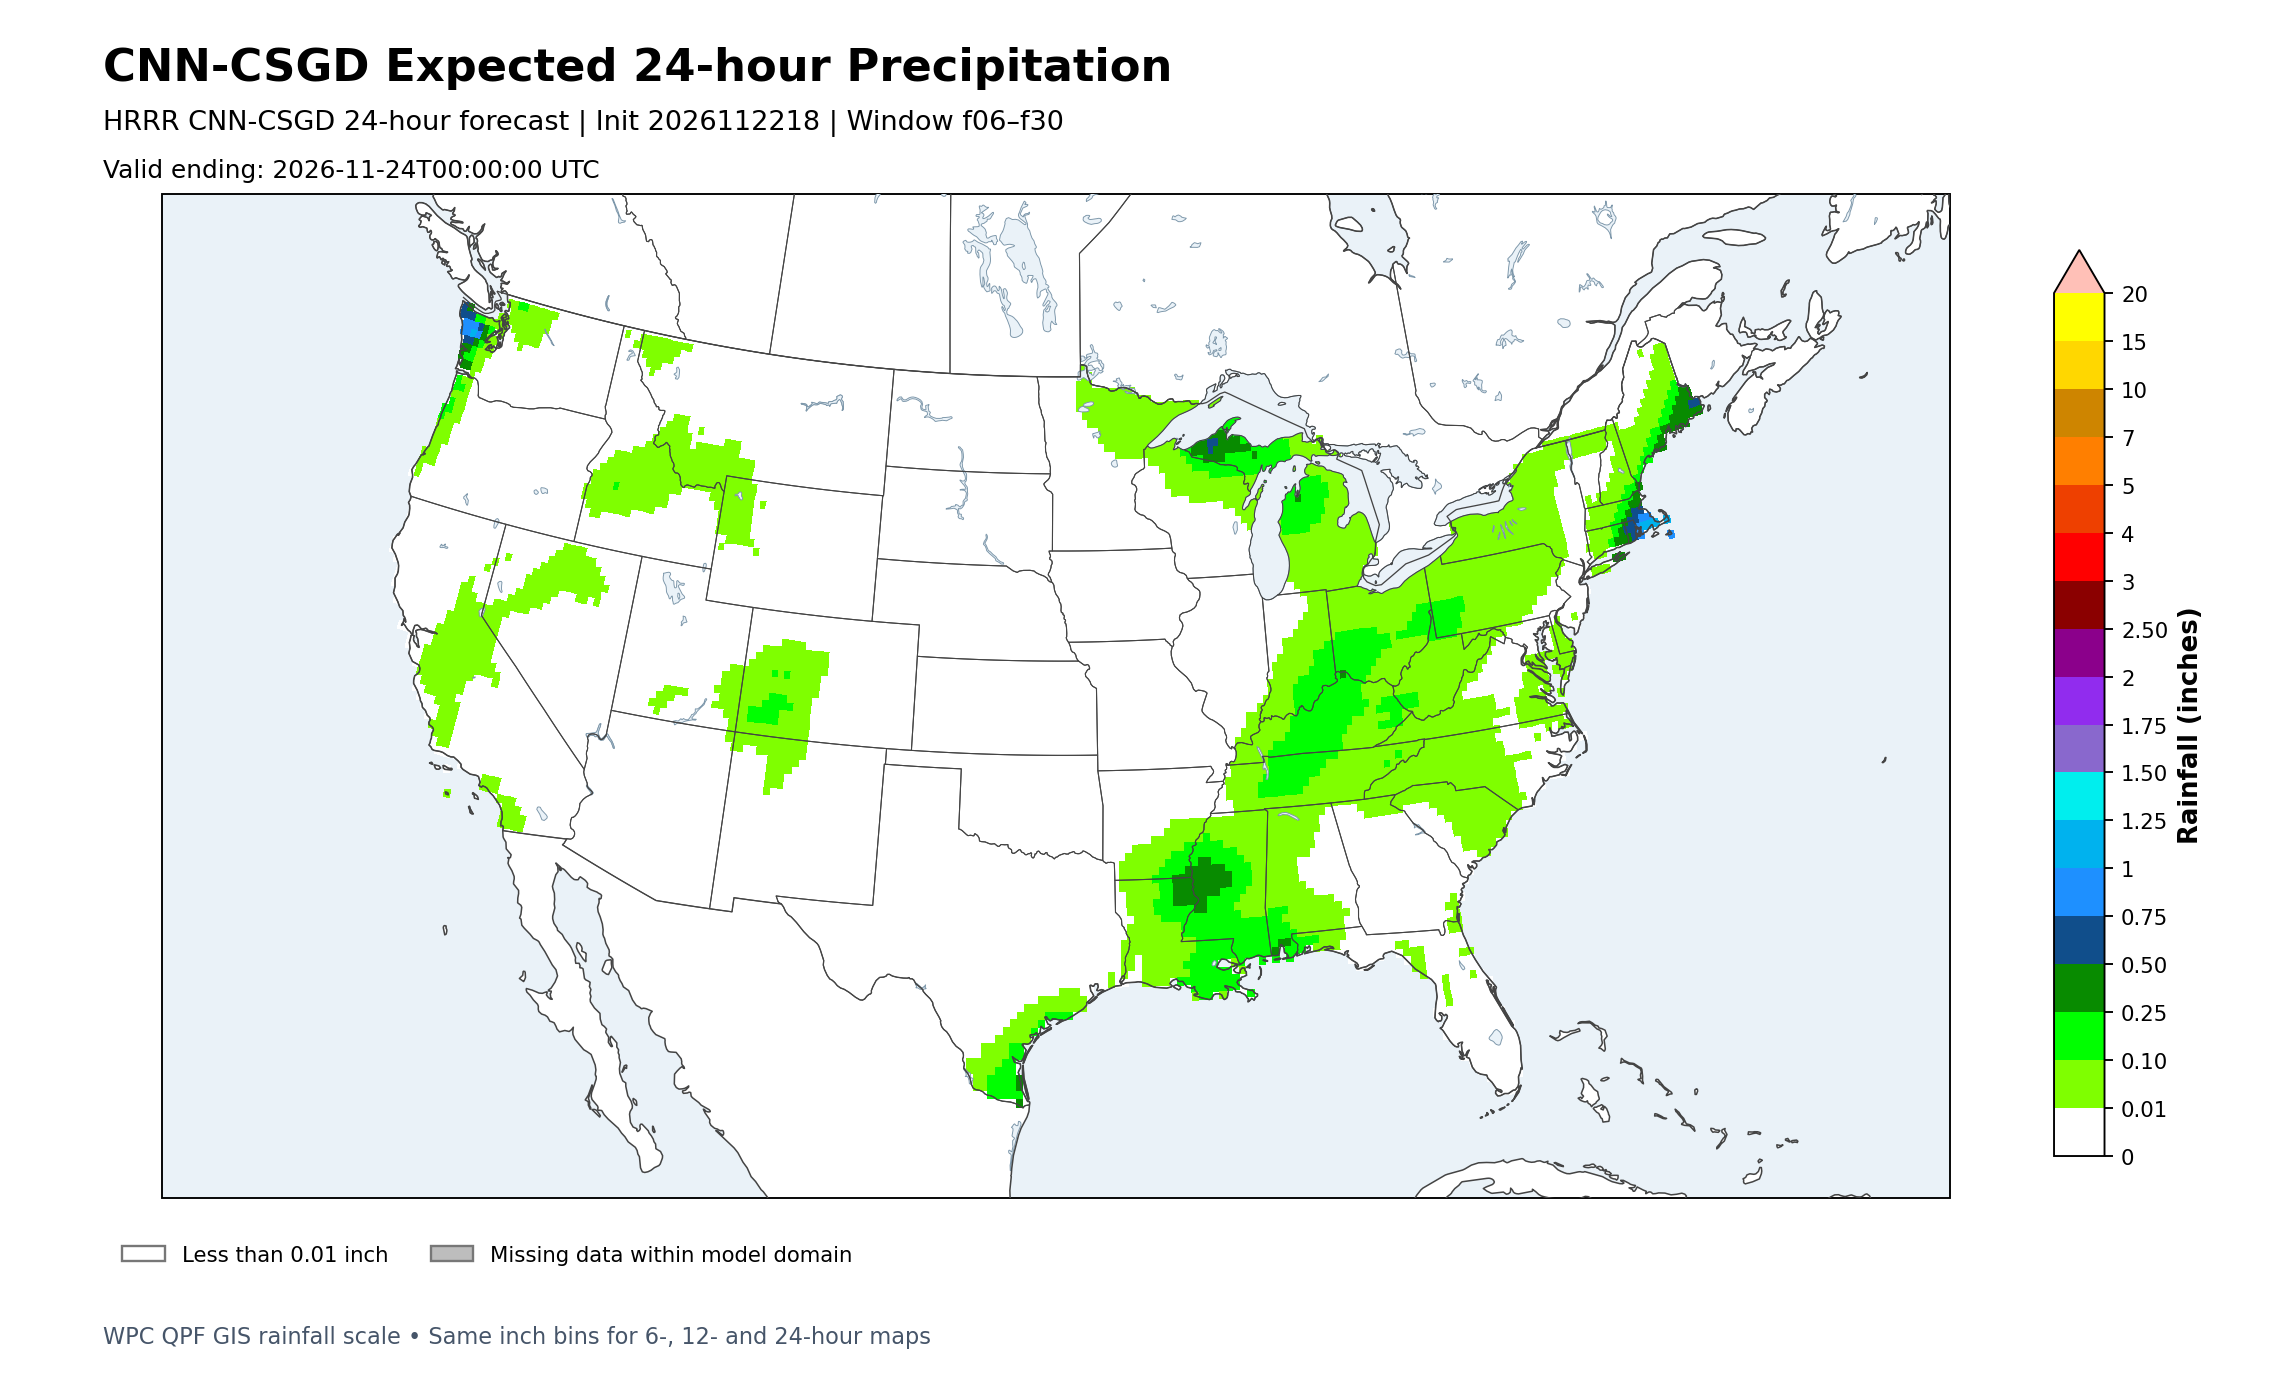 CNN-CSGD Expected 24-hour Precipitation
HRRR CNN-CSGD 24-hour forecast | Init 2026112218 | Window f06–f30
Valid ending: 2026-11-24T00:00:00 UTC
20
15
10
7
5
4
3
2.50
2
1.75
1.50
1.25
1
0.75
0.50
0.25
0.10
0.01
0
Rainfall (inches)
Less than 0.01 inch
Missing data within model domain
WPC QPF GIS rainfall scale • Same inch bins for 6-, 12- and 24-hour maps